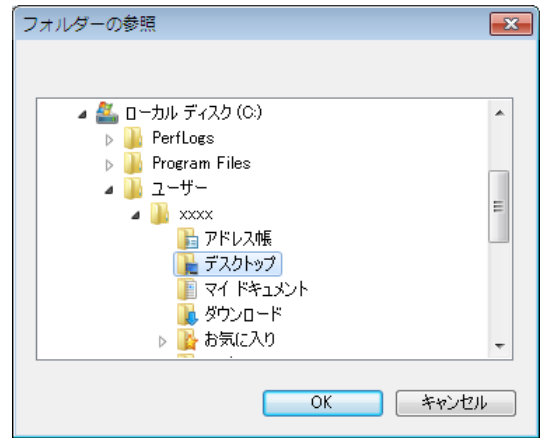 フォルダーの参照
ローカル ディスク (C:)
PerfLogs
Program Files
ユーザー
xxxx
アドレス帳
デスクトップ
マイ ドキュメント
ダウンロード
お気に入り
OK
キャンセル